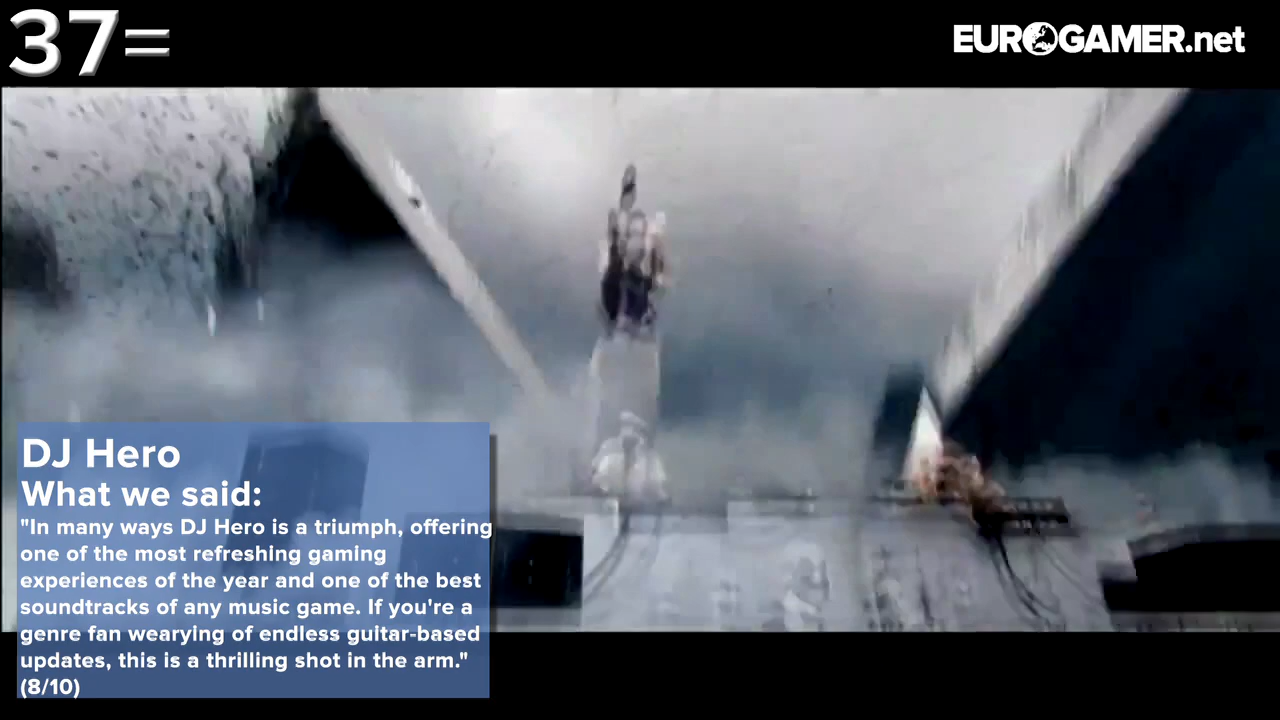 37=
EUROGAMER.net
DJ Hero
What we said:
"In many ways DJ Hero is a triumph, offering
one of the most refreshing gaming
experiences of the year and one of the best
soundtracks of any music game. If you're a
genre fan wearying of endless guitar-based
updates, this is a thrilling shot in the arm."
(8/10)